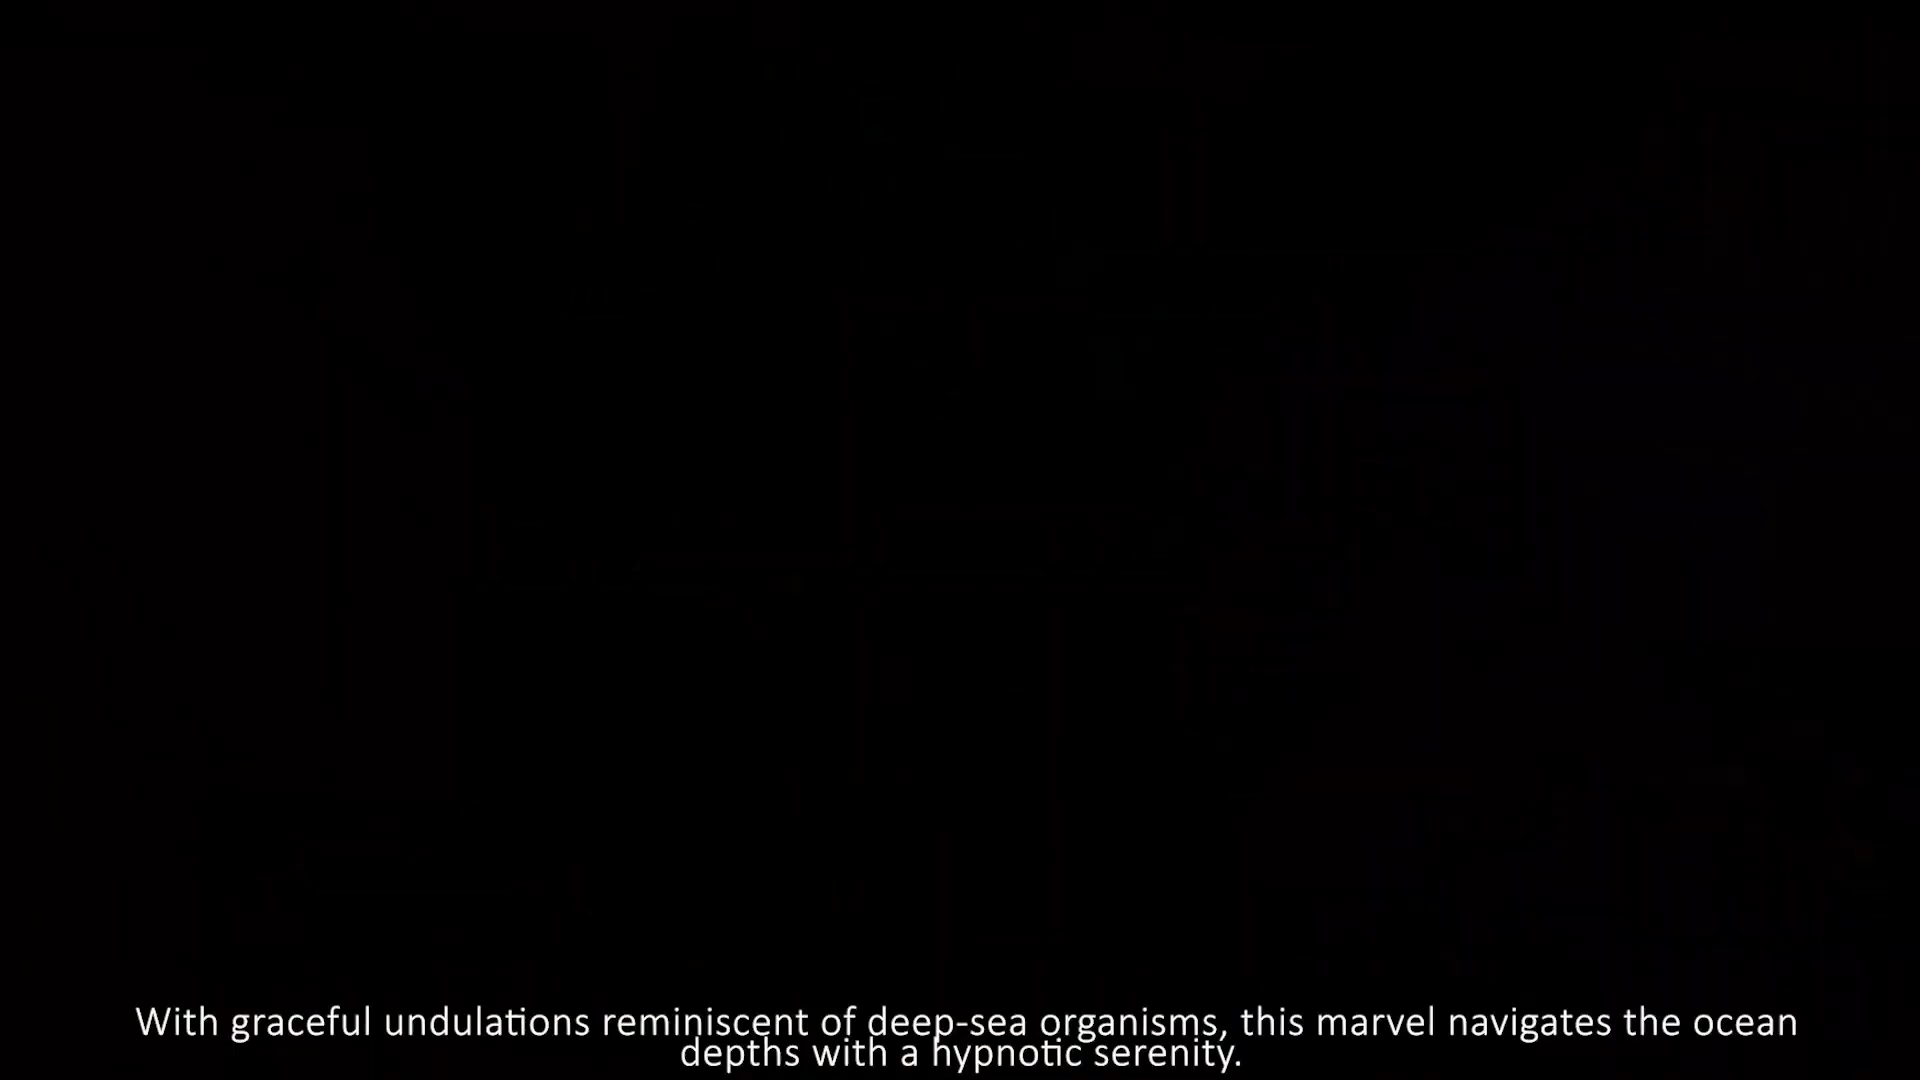 With graceful undulations reminiscent of deep-sea organisms, this marvel navigates the ocean
depths with a hypnotic serenity.